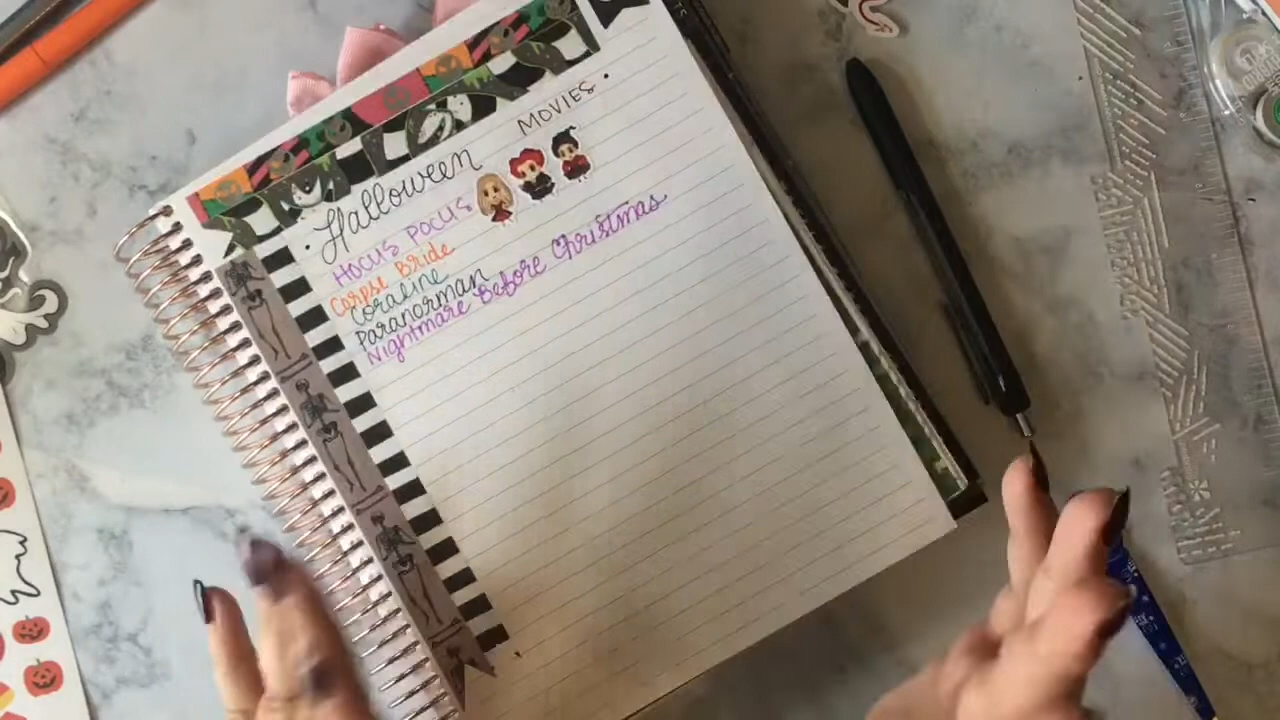 Halloween MOVIES
HOCUS POCUS
Corpse Bride
Coraline
Paranorman
Nightmare Before Christmas